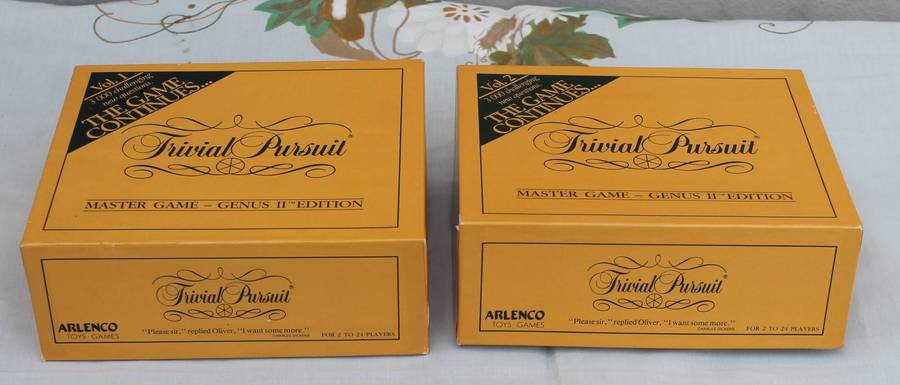 Vol. 1
3 000 challenging
new questions.
THE GAME
CONTINUES...
Trivial Pursuit®
MASTER GAME – GENUS II™ EDITION
Trivial Pursuit®
ARLENCO
TOYS GAMES
"Please sir," replied Oliver, "I want some more."
CHARLES DICKENS
FOR 2 TO 24 PLAYERS
Vol. 2
3 000 challenging
new questions.
THE GAME
CONTINUES...
Trivial Pursuit®
MASTER GAME – GENUS II™ EDITION
Trivial Pursuit®
ARLENCO
TOYS GAMES
"Please sir," replied Oliver, "I want some more."
CHARLES DICKENS
FOR 2 TO 24 PLAYERS